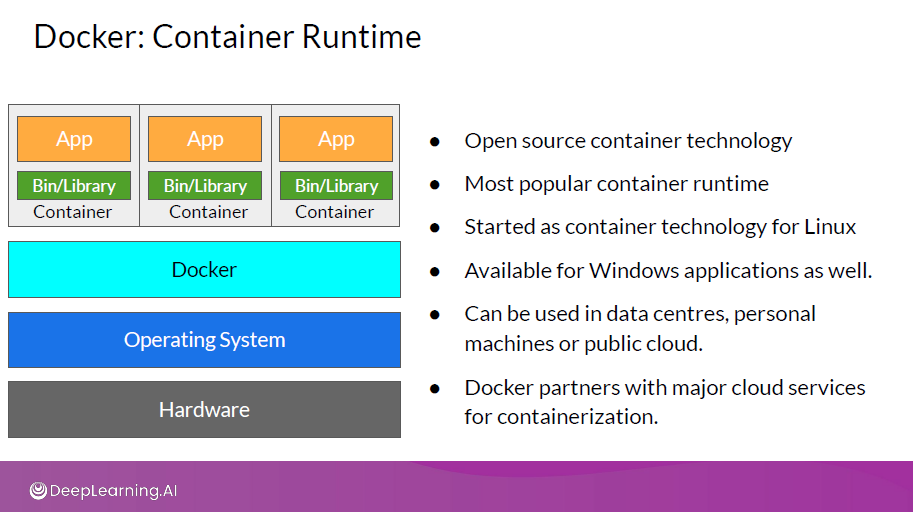 Docker: Container Runtime
App
App
App
Bin/Library
Bin/Library
Bin/Library
Container
Container
Container
Docker
Operating System
Hardware
● Open source container technology
● Most popular container runtime
● Started as container technology for Linux
● Available for Windows applications as well.
● Can be used in data centres, personal
machines or public cloud.
● Docker partners with major cloud services
for containerization.
DeepLearning.AI